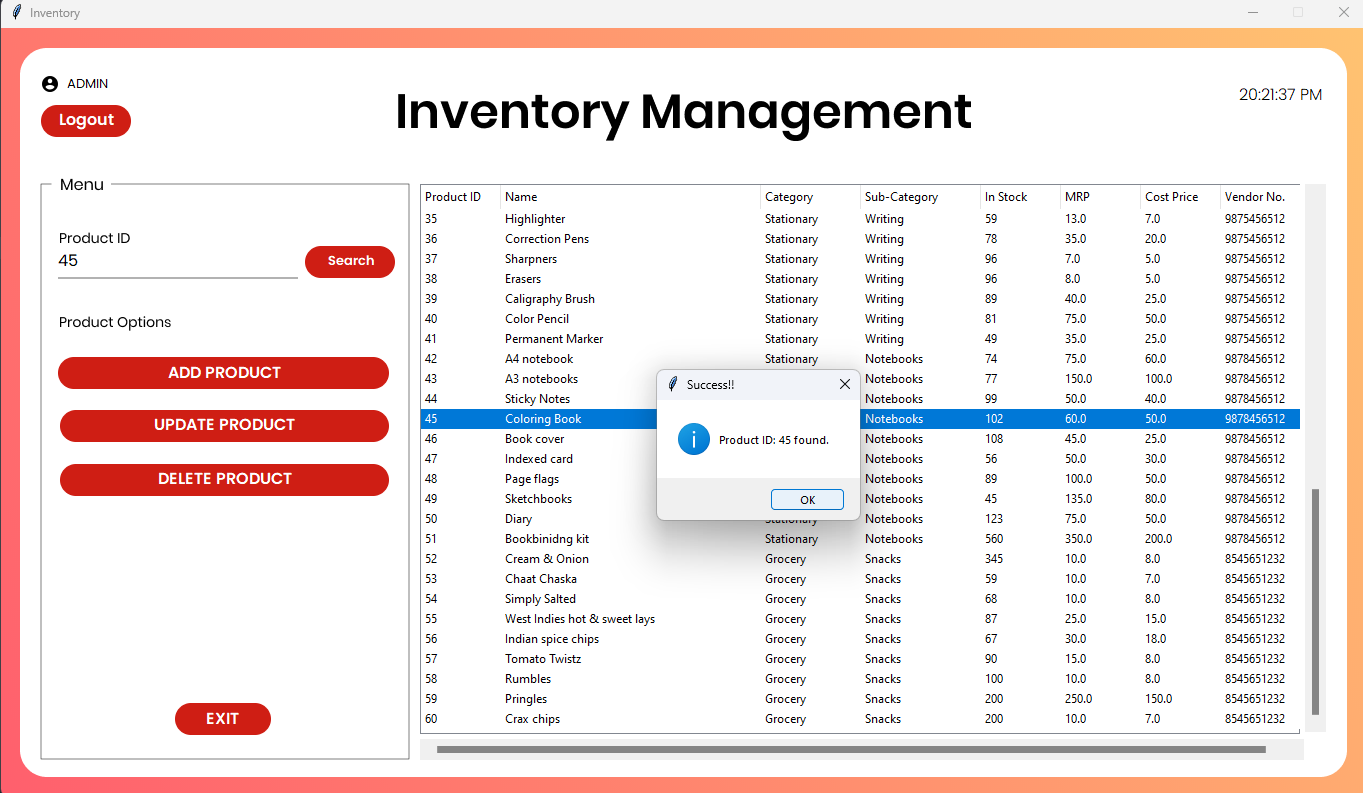 Inventory
ADMIN
Logout
Inventory Management
20:21:37 PM
Menu
Product ID
45
Search
Product Options
ADD PRODUCT
UPDATE PRODUCT
DELETE PRODUCT
EXIT
Product ID Name Category Sub-Category In Stock MRP Cost Price Vendor No.
35 Highlighter Stationary Writing 59 13.0 7.0 9875456512
36 Correction Pens Stationary Writing 78 35.0 20.0 9875456512
37 Sharpners Stationary Writing 96 7.0 5.0 9875456512
38 Erasers Stationary Writing 96 8.0 5.0 9875456512
39 Caligraphy Brush Stationary Writing 89 40.0 25.0 9875456512
40 Color Pencil Stationary Writing 81 75.0 50.0 9875456512
41 Permanent Marker Stationary Writing 49 35.0 25.0 9875456512
42 A4 notebook Stationary Notebooks 74 75.0 60.0 9878456512
43 A3 notebooks Notebooks 77 150.0 100.0 9878456512
44 Sticky Notes Notebooks 99 50.0 40.0 9878456512
45 Coloring Book Notebooks 102 60.0 50.0 9878456512
46 Book cover Notebooks 108 45.0 25.0 9878456512
47 Indexed card Notebooks 56 50.0 30.0 9878456512
48 Page flags Notebooks 89 100.0 50.0 9878456512
49 Sketchbooks Notebooks 45 135.0 80.0 9878456512
50 Diary Stationary Notebooks 123 75.0 50.0 9878456512
51 Bookbinidng kit Stationary Notebooks 560 350.0 200.0 9878456512
52 Cream & Onion Grocery Snacks 345 10.0 8.0 8545651232
53 Chaat Chaska Grocery Snacks 59 10.0 7.0 8545651232
54 Simply Salted Grocery Snacks 68 10.0 8.0 8545651232
55 West Indies hot & sweet lays Grocery Snacks 87 25.0 15.0 8545651232
56 Indian spice chips Grocery Snacks 67 30.0 18.0 8545651232
57 Tomato Twistz Grocery Snacks 90 15.0 8.0 8545651232
58 Rumbles Grocery Snacks 100 10.0 8.0 8545651232
59 Pringles Grocery Snacks 200 250.0 150.0 8545651232
60 Crax chips Grocery Snacks 200 10.0 7.0 8545651232
Success!!
Product ID: 45 found.
OK